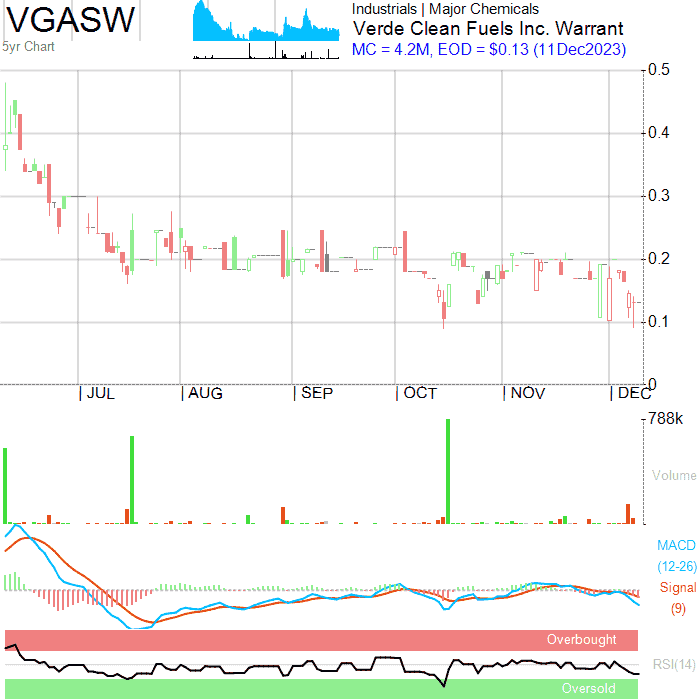 VGASW
5yr Chart
Industrials | Major Chemicals
Verde Clean Fuels Inc. Warrant
MC = 4.2M, EOD = $0.13 (11Dec2023)
0.5
0.4
0.3
0.2
0.1
0
JUL AUG SEP OCT NOV DEC
788k
Volume
MACD
(12-26)
Signal
(9)
Overbought
RSI(14)
Oversold